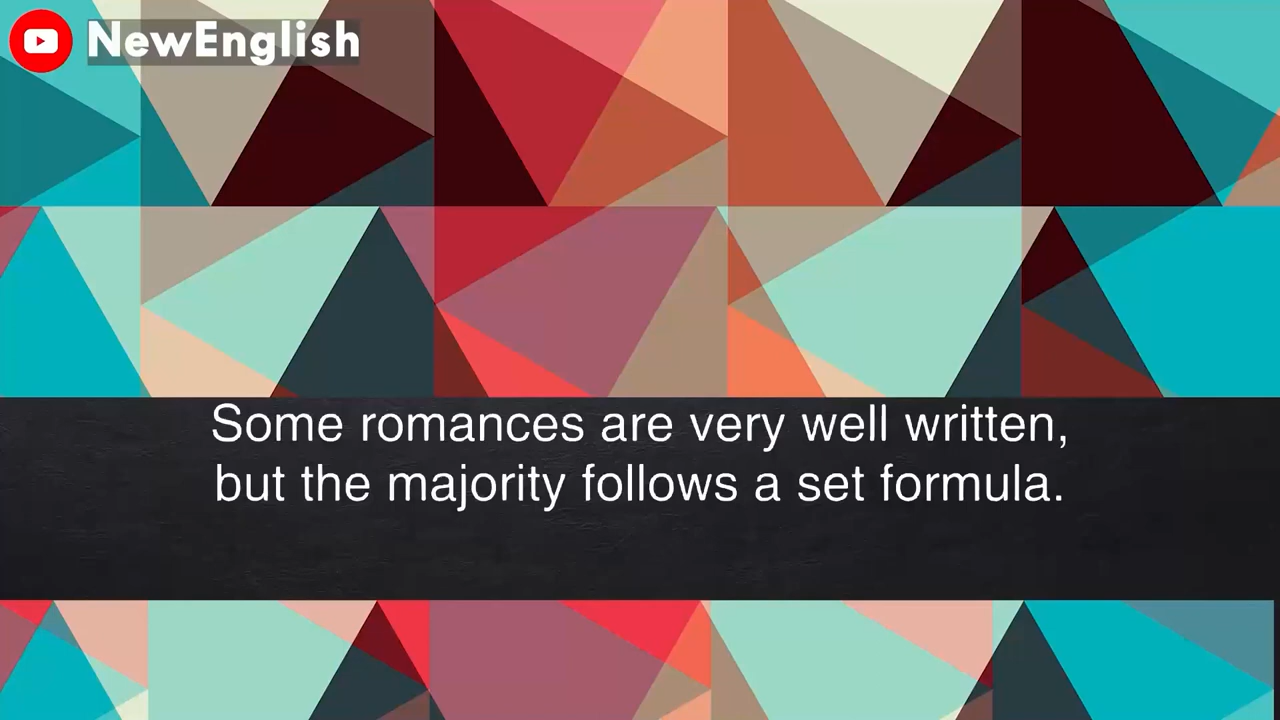 NewEnglish
Some romances are very well written,
but the majority follows a set formula.